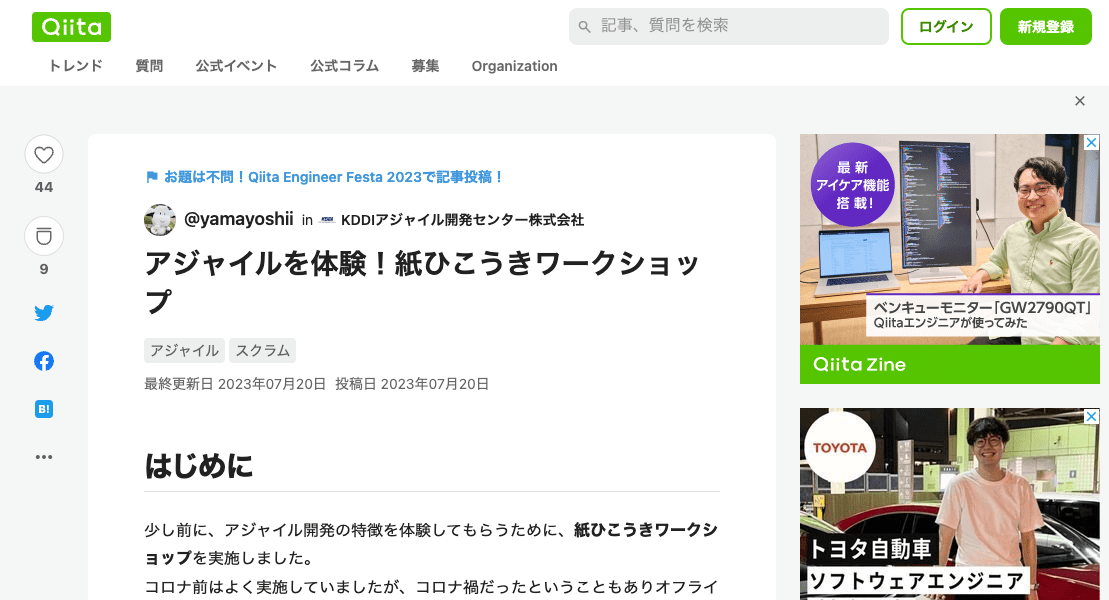 Qiita
記事、質問を検索
ログイン
新規登録
トレンド 質問 公式イベント 公式コラム 募集 Organization
44
9
B!
お題は不問！Qiita Engineer Festa 2023で記事投稿！
@yamayoshii in KDDIアジャイル開発センター株式会社
アジャイルを体験！紙ひこうきワークショッ
プ
アジャイル スクラム
最終更新日 2023年07月20日 投稿日 2023年07月20日
はじめに
少し前に、アジャイル開発の特徴を体験してもらうために、紙ひこうきワークシ
ョップを実施しました。
コロナ前はよく実施していましたが、コロナ禍だったということもありオフライ
最新
アイケア機能
搭載！
ベンキューモニター「GW2790QT」
Qiitaエンジニアが使ってみた
Qiita Zine
TOYOTA
トヨタ自動車
ソフトウェアエンジニア